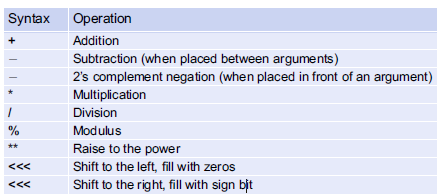 Syntax Operation
+ Addition
— Subtraction (when placed between arguments)
— 2's complement negation (when placed in front of an argument)
* Multiplication
/ Division
% Modulus
** Raise to the power
<<< Shift to the left, fill with zeros
<<< Shift to the right, fill with sign bit